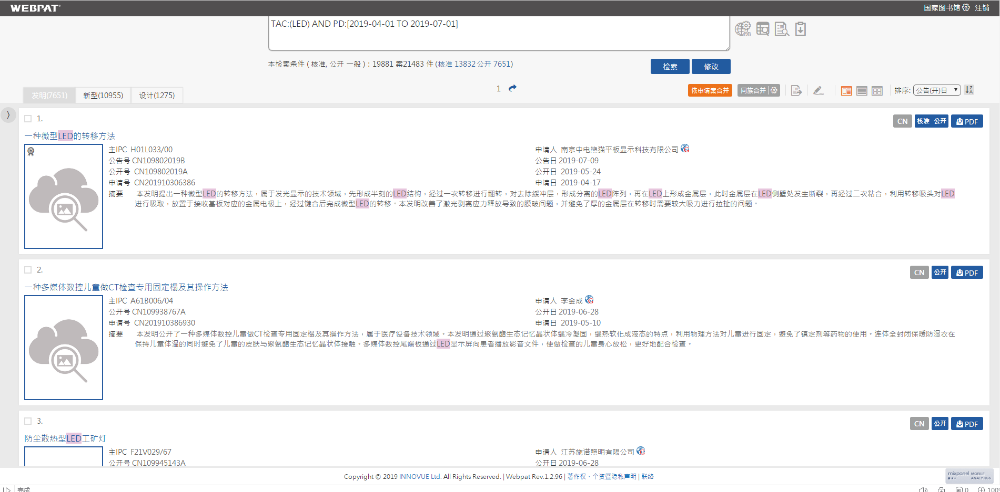 WEBPAT®
国家图书馆 注销
TAC:(LED) AND PD:[2019-04-01 TO 2019-07-01]
DB
本检索条件 ( 核准, 公开 一般 ) : 19881 案21483 件 (核准 13832公开 7651)
检索 修改
发明(7651) 新型(10955) 设计(1275)
1
依申请案合并 同族合并 排序: 公告(开)日
1.
CN 核准 公开 PDF
一种微型LED的转移方法
主IPC H01L033/00
申请人 南京中电熊猫平板显示科技有限公司
公告号 CN109802019B
公告日 2019-07-09
公开号 CN109802019A
公开日 2019-05-24
申请号 CN201910306386
申请日 2019-04-17
摘要 本发明提出一种微型LED的转移方法，属于发光显示的技术领域，先形成半刻的LED结构，经过一次转移进行翻转，对去除缓冲层，形成分离的LED阵列，再在LED上形成金属层，此时金属层在LED侧壁处发生断裂，再经过二次粘合，利用转移吸头对LED
进行吸取，放置于接收基板对应的金属电极上，经过键合后完成微型LED的转移。本发明改善了激光剥离应力释放导致的膜破问题，并避免了厚的金属层在转移时需要较大吸力进行拉扯的问题。
2.
CN 公开 PDF
一种多媒体数控儿童做CT检查专用固定榻及其操作方法
主IPC A61B006/04
申请人 李金成
公开号 CN109938767A
公开日 2019-06-28
申请号 CN201910386930
申请日 2019-05-10
摘要 本发明公开了一种多媒体数控儿童做CT检查专用固定榻及其操作方法，属于医疗设备技术领域。本发明通过聚氨酯生态记忆晶状体遇冷凝固，遇热软化成液态的特点，利用物理方法对儿童进行固定，避免了镇定剂等药物的使用。连体全封闭保暖防湿衣在
保持儿童体温的同时避免了儿童的皮肤与聚氨酯生态记忆晶状体接触。多媒体数控尾端板通过LED显示屏向患者播放影音文件，使做检查的儿童身心放松，更好地配合检查。
3.
CN 公开 PDF
防尘散热型LED工矿灯
主IPC F21V029/67
申请人 江苏施诺照明有限公司
公开号 CN109945143A
公开日 2019-06-28
Copyright © 2019 INNOVUE Ltd. All Rights Reserved. | Webpat Rev.1.2.96 | 著作权、个资暨隐私声明 | 联络
mixpanel MOBILE ANALYTICS
完成
0
100%